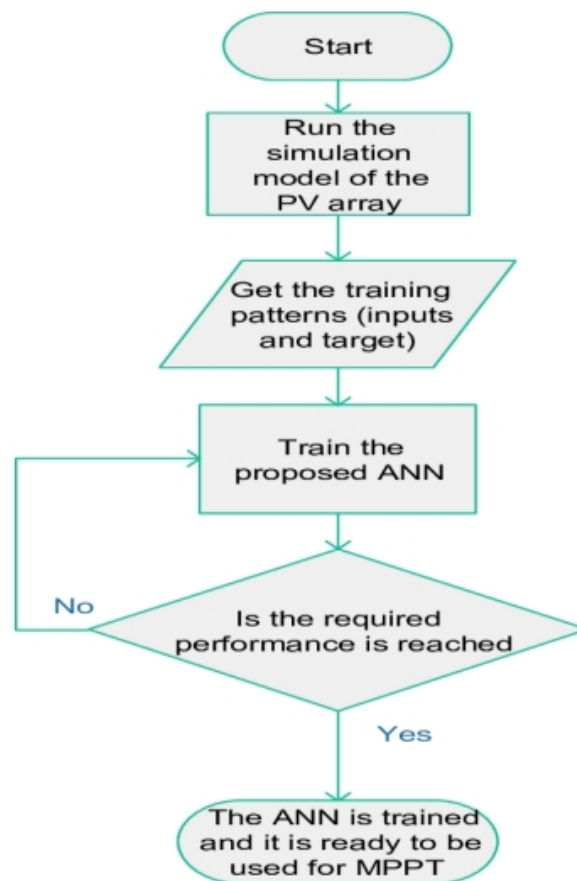 Start
Run the
simulation
model of the
PV array
Get the training
patterns (inputs
and target)
Train the
proposed ANN
Is the required
performance is reached
No
Yes
The ANN is trained
and it is ready to be
used for MPPT